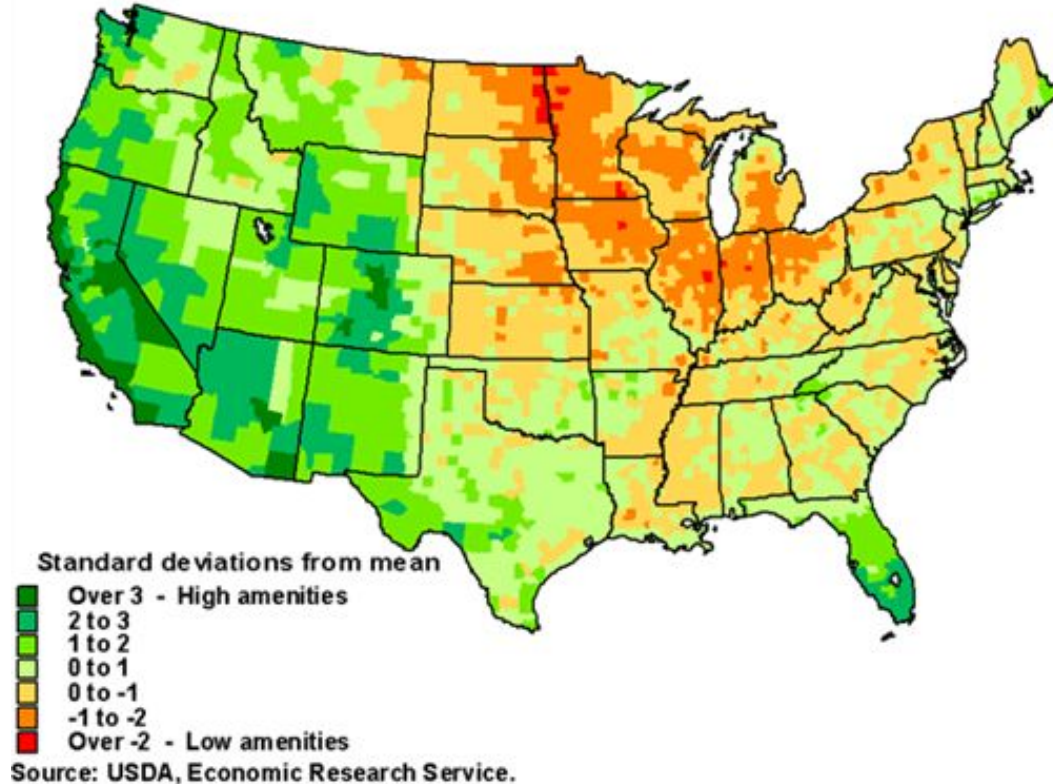 Standard deviations from mean
Over 3 - High amenities
2 to 3
1 to 2
0 to 1
0 to -1
-1 to -2
Over -2 - Low amenities
Source: USDA, Economic Research Service.